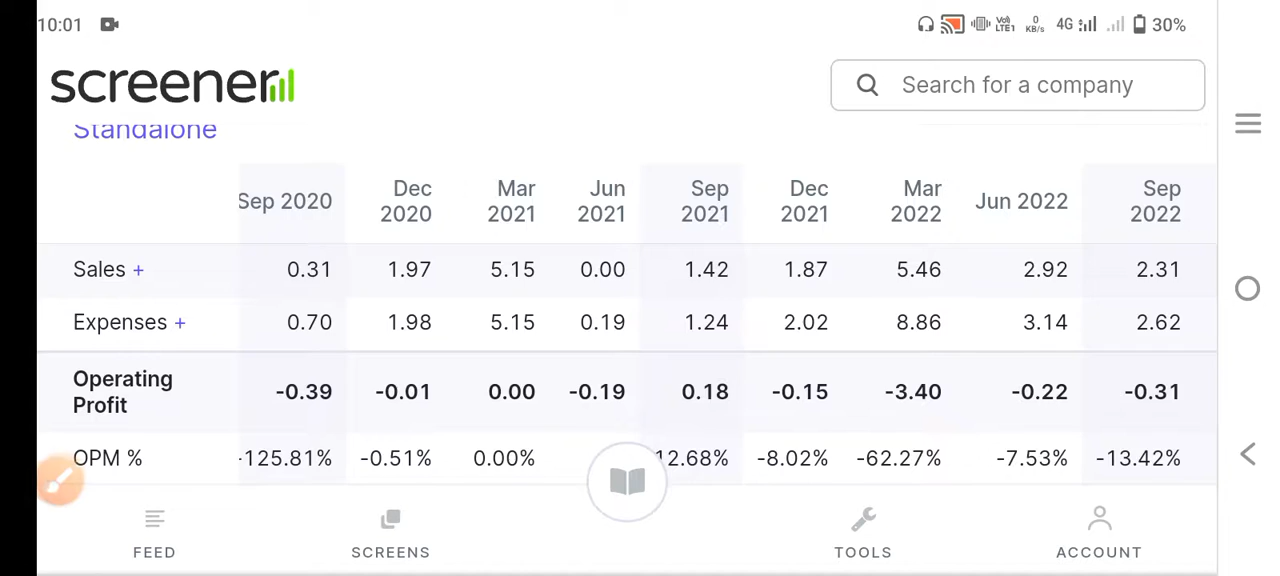 10:01 Vo) LTE1 0 KB/s 4G 30%
screener
Search for a company
Standalone
Sep 2020 Dec 2020 Mar 2021 Jun 2021 Sep 2021 Dec 2021 Mar 2022 Jun 2022 Sep 2022
Sales + 0.31 1.97 5.15 0.00 1.42 1.87 5.46 2.92 2.31
Expenses + 0.70 1.98 5.15 0.19 1.24 2.02 8.86 3.14 2.62
Operating Profit -0.39 -0.01 0.00 -0.19 0.18 -0.15 -3.40 -0.22 -0.31
OPM % -125.81% -0.51% 0.00% 12.68% -8.02% -62.27% -7.53% -13.42%
FEED SCREENS TOOLS ACCOUNT